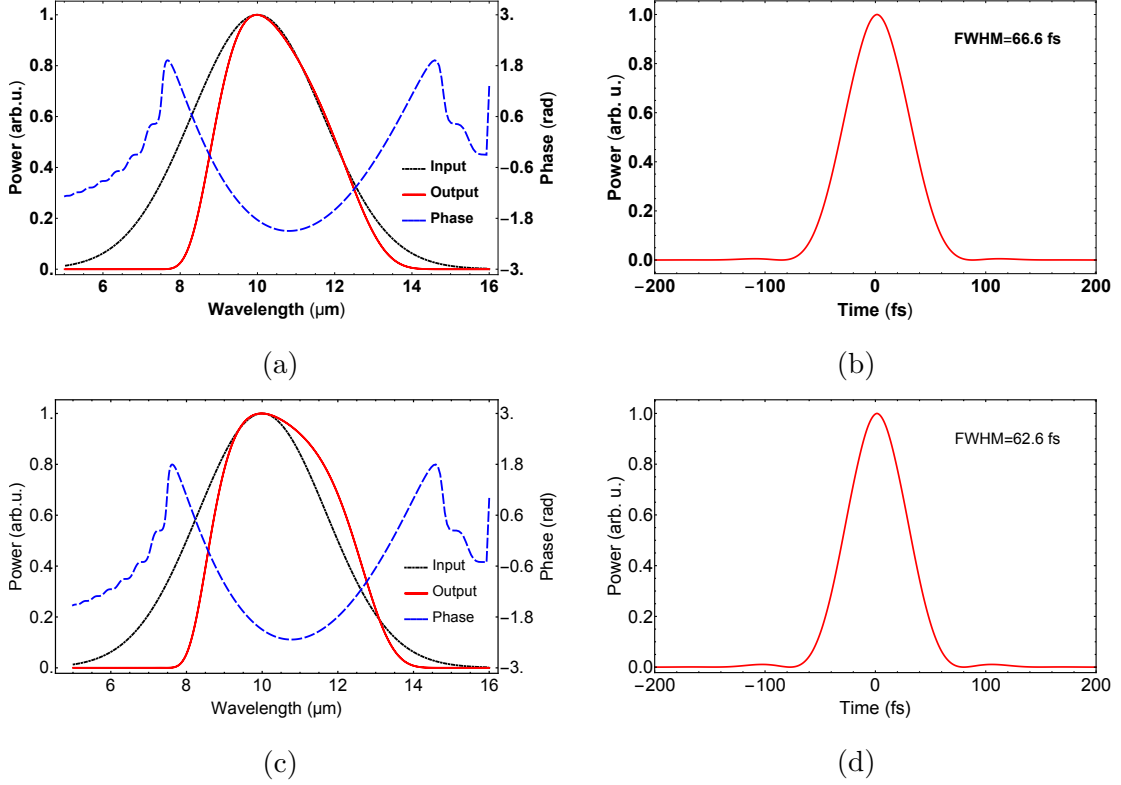 1.
0.8
0.6
0.4
0.2
0.
Power (arb.u.)
3.
1.8
0.6
−0.6
−1.8
−3.
Phase (rad)
Input
Output
Phase
6 8 10 12 14 16
Wavelength (μm)
(a)
1.0
0.8
0.6
0.4
0.2
0.0
Power (arb. u.)
FWHM=66.6 fs
−200 −100 0 100 200
Time (fs)
(b)
1.
0.8
0.6
0.4
0.2
0.
Power (arb.u.)
3.
1.8
0.6
−0.6
−1.8
−3.
Phase (rad)
Input
Output
Phase
6 8 10 12 14 16
Wavelength (μm)
(c)
1.0
0.8
0.6
0.4
0.2
0.0
Power (arb. u.)
FWHM=62.6 fs
−200 −100 0 100 200
Time (fs)
(d)